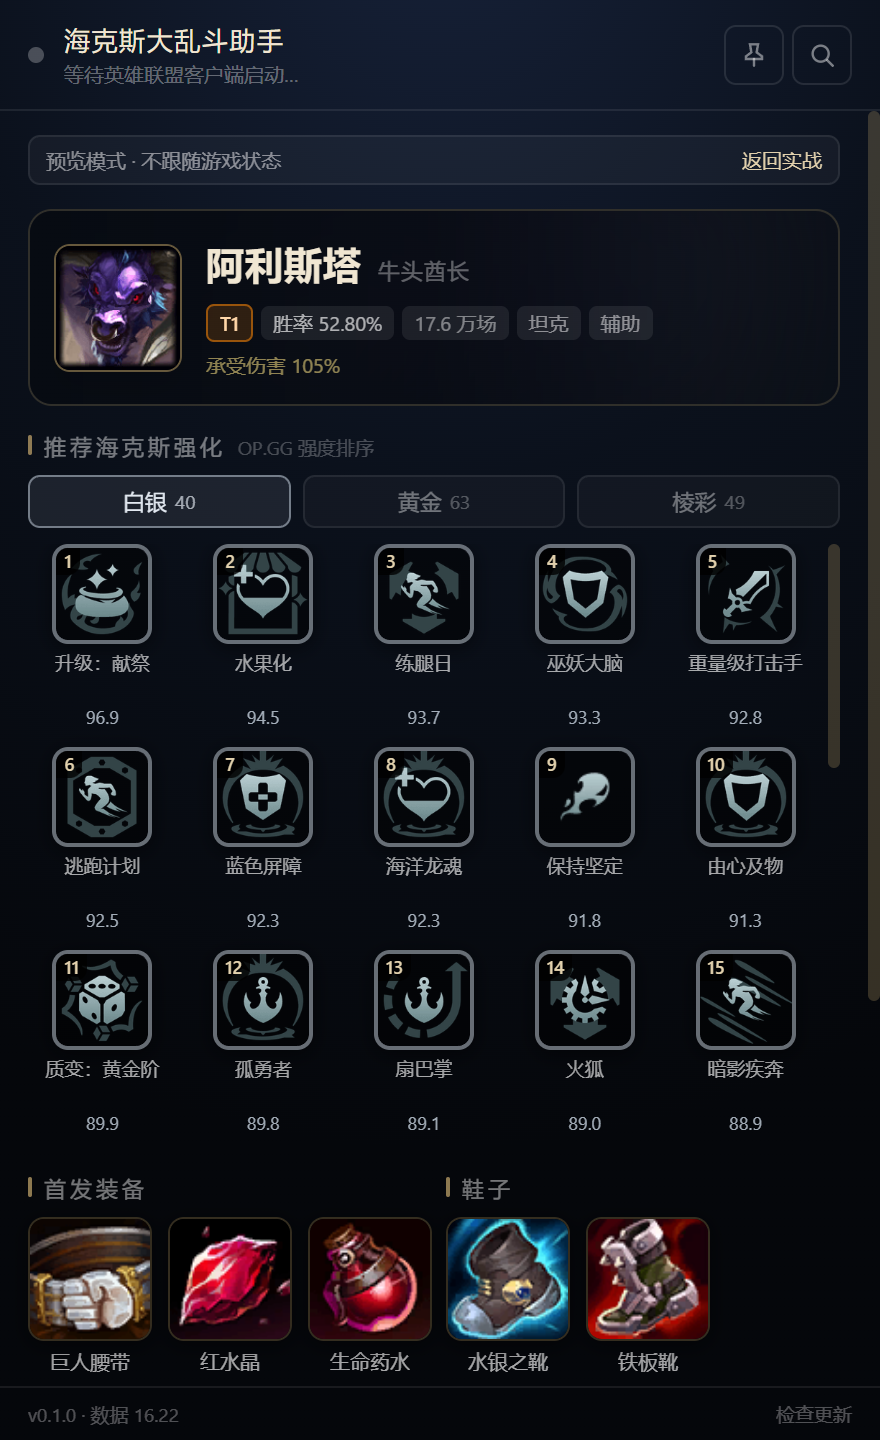 海克斯大乱斗助手
等待英雄联盟客户端启动...
预览模式 · 不跟随游戏状态 返回实战
阿利斯塔 牛头酋长
T1 胜率 52.80% 17.6 万场 坦克 辅助
承受伤害 105%
推荐海克斯强化 OP.GG 强度排序
白银 40 黄金 63 棱彩 49
1 2 3 4 5
升级：献祭 水果化 练腿日 巫妖大脑 重量级打击手
96.9 94.5 93.7 93.3 92.8
6 7 8 9 10
逃跑计划 蓝色屏障 海洋龙魂 保持坚定 由心及物
92.5 92.3 92.3 91.8 91.3
11 12 13 14 15
质变：黄金阶 孤勇者 扇巴掌 火狐 暗影疾奔
89.9 89.8 89.1 89.0 88.9
首发装备 鞋子
巨人腰带 红水晶 生命药水 水银之靴 铁板靴
v0.1.0 · 数据 16.22 检查更新